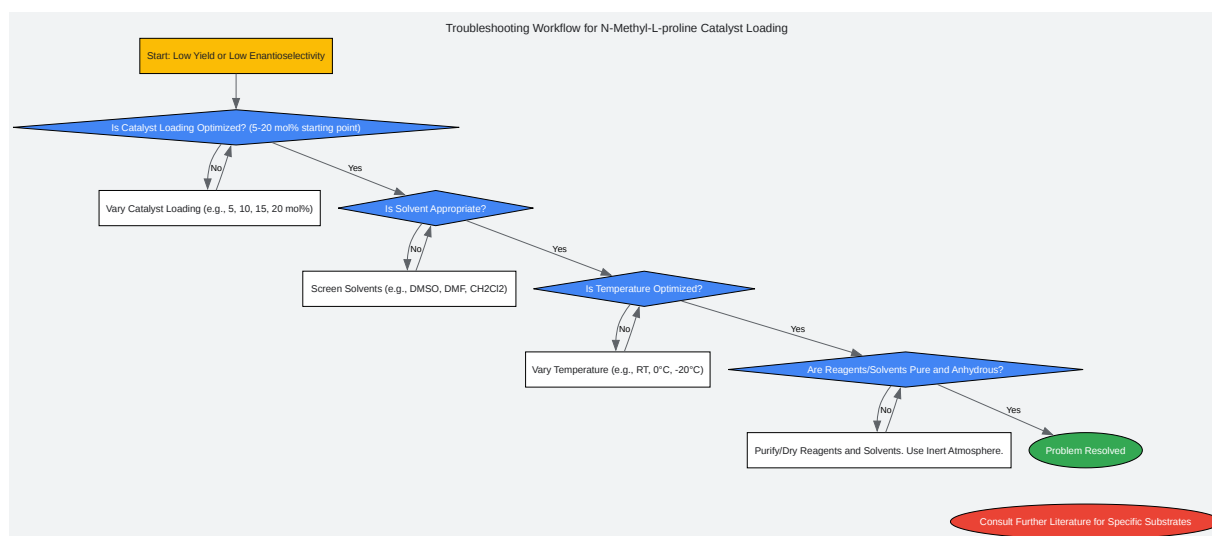 Troubleshooting Workflow for N-Methyl-L-proline Catalyst Loading
Start: Low Yield or Low Enantioselectivity
Is Catalyst Loading Optimized? (5-20 mol% starting point)
No
Yes
Vary Catalyst Loading (e.g., 5, 10, 15, 20 mol%)
Is Solvent Appropriate?
No
Yes
Screen Solvents (e.g., DMSO, DMF, CH2Cl2)
Is Temperature Optimized?
No
Yes
Vary Temperature (e.g., RT, 0°C, -20°C)
Are Reagents/Solvents Pure and Anhydrous?
No
Yes
Purify/Dry Reagents and Solvents. Use Inert Atmosphere.
Problem Resolved
Consult Further Literature for Specific Substrates